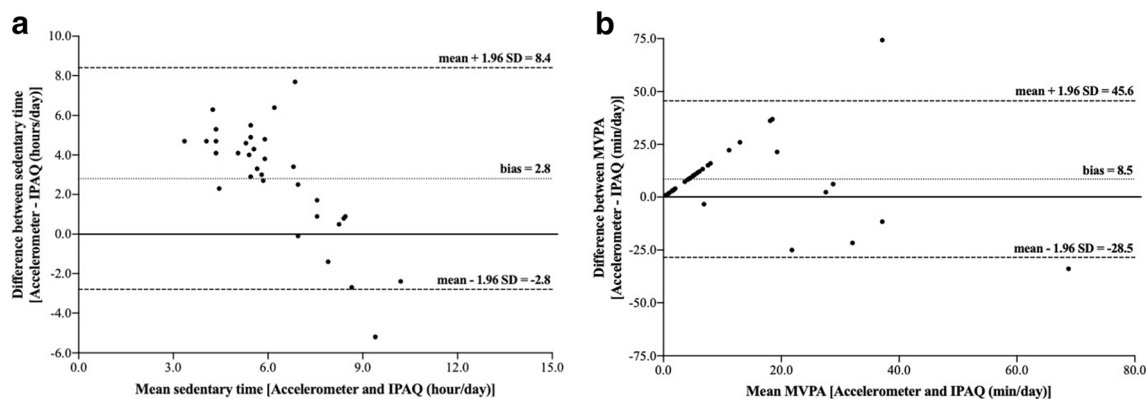 a
Difference between sedentary time
[Accelerometer - IPAQ (hours/day)]
10.0
8.0
6.0
4.0
2.0
0.0
-2.0
-4.0
-6.0
mean + 1.96 SD = 8.4
bias = 2.8
mean - 1.96 SD = -2.8
0.0 3.0 6.0 9.0 12.0 15.0
Mean sedentary time [Accelerometer and IPAQ (hour/day)]
b
Difference between MVPA
[Accelerometer - IPAQ (min/day)]
75.0
50.0
25.0
0.0
-25.0
-50.0
-75.0
mean + 1.96 SD = 45.6
bias = 8.5
mean - 1.96 SD = -28.5
0.0 20.0 40.0 60.0 80.0
Mean MVPA [Accelerometer and IPAQ (min/day)]